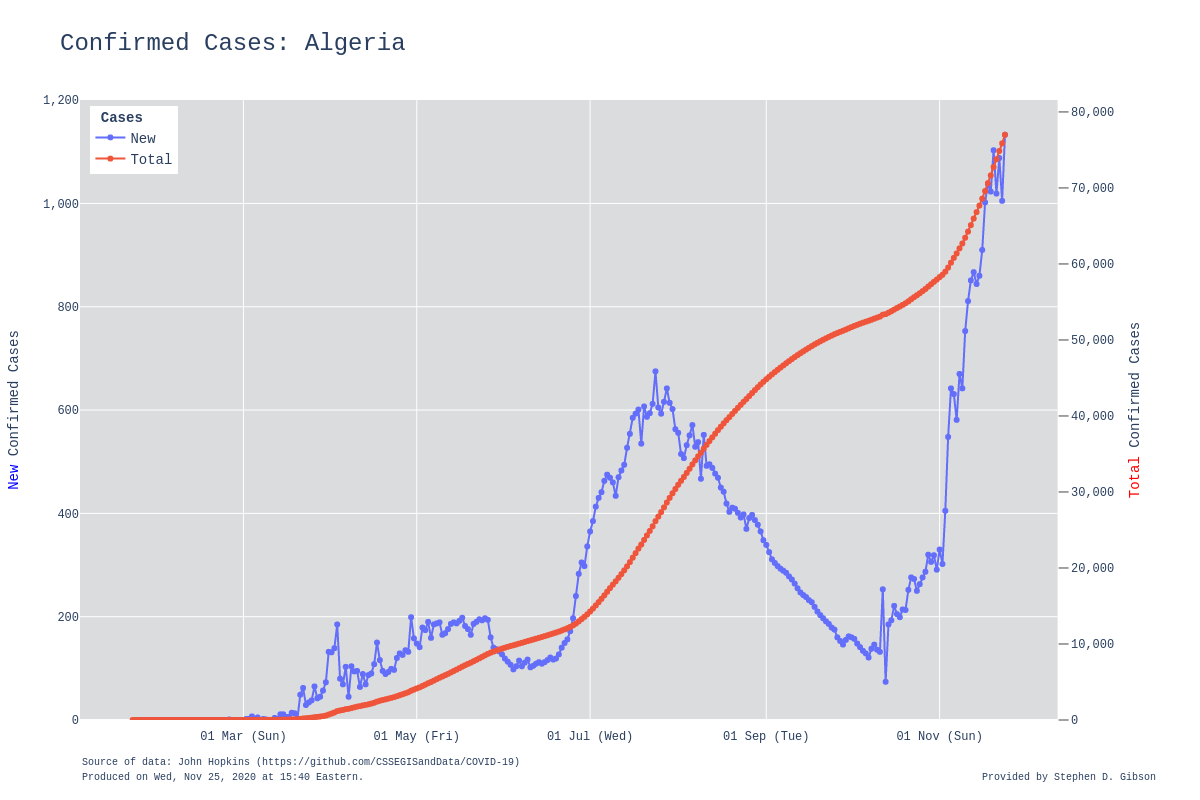 Confirmed Cases: Algeria
Cases
New
Total
1,200
1,000
800
600
400
200
0
New Confirmed Cases
80,000
70,000
60,000
50,000
40,000
30,000
20,000
10,000
0
Total Confirmed Cases
01 Mar (Sun)
01 May (Fri)
01 Jul (Wed)
01 Sep (Tue)
01 Nov (Sun)
Source of data: John Hopkins (https://github.com/CSSEGISandData/COVID-19)
Produced on Wed, Nov 25, 2020 at 15:40 Eastern.
Provided by Stephen D. Gibson